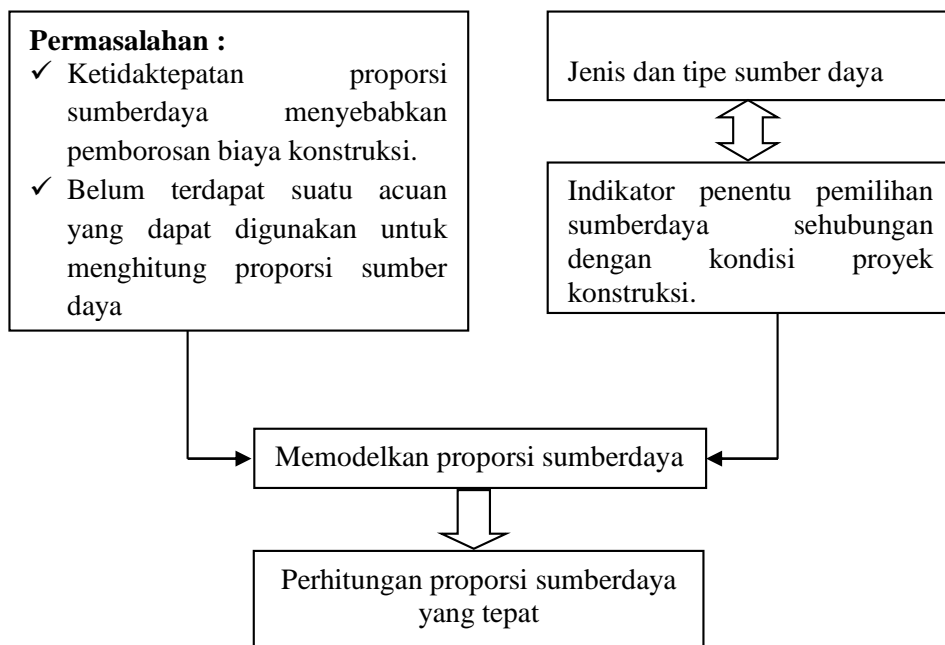 Permasalahan :
✓ Ketidaktepatan proporsi
sumberdaya menyebabkan
pemborosan biaya konstruksi.
✓ Belum terdapat suatu acuan
yang dapat digunakan untuk
menghitung proporsi sumber
daya
Jenis dan tipe sumber daya
Indikator penentu pemilihan
sumberdaya sehubungan
dengan kondisi proyek
konstruksi.
Memodelkan proporsi sumberdaya
Perhitungan proporsi sumberdaya
yang tepat